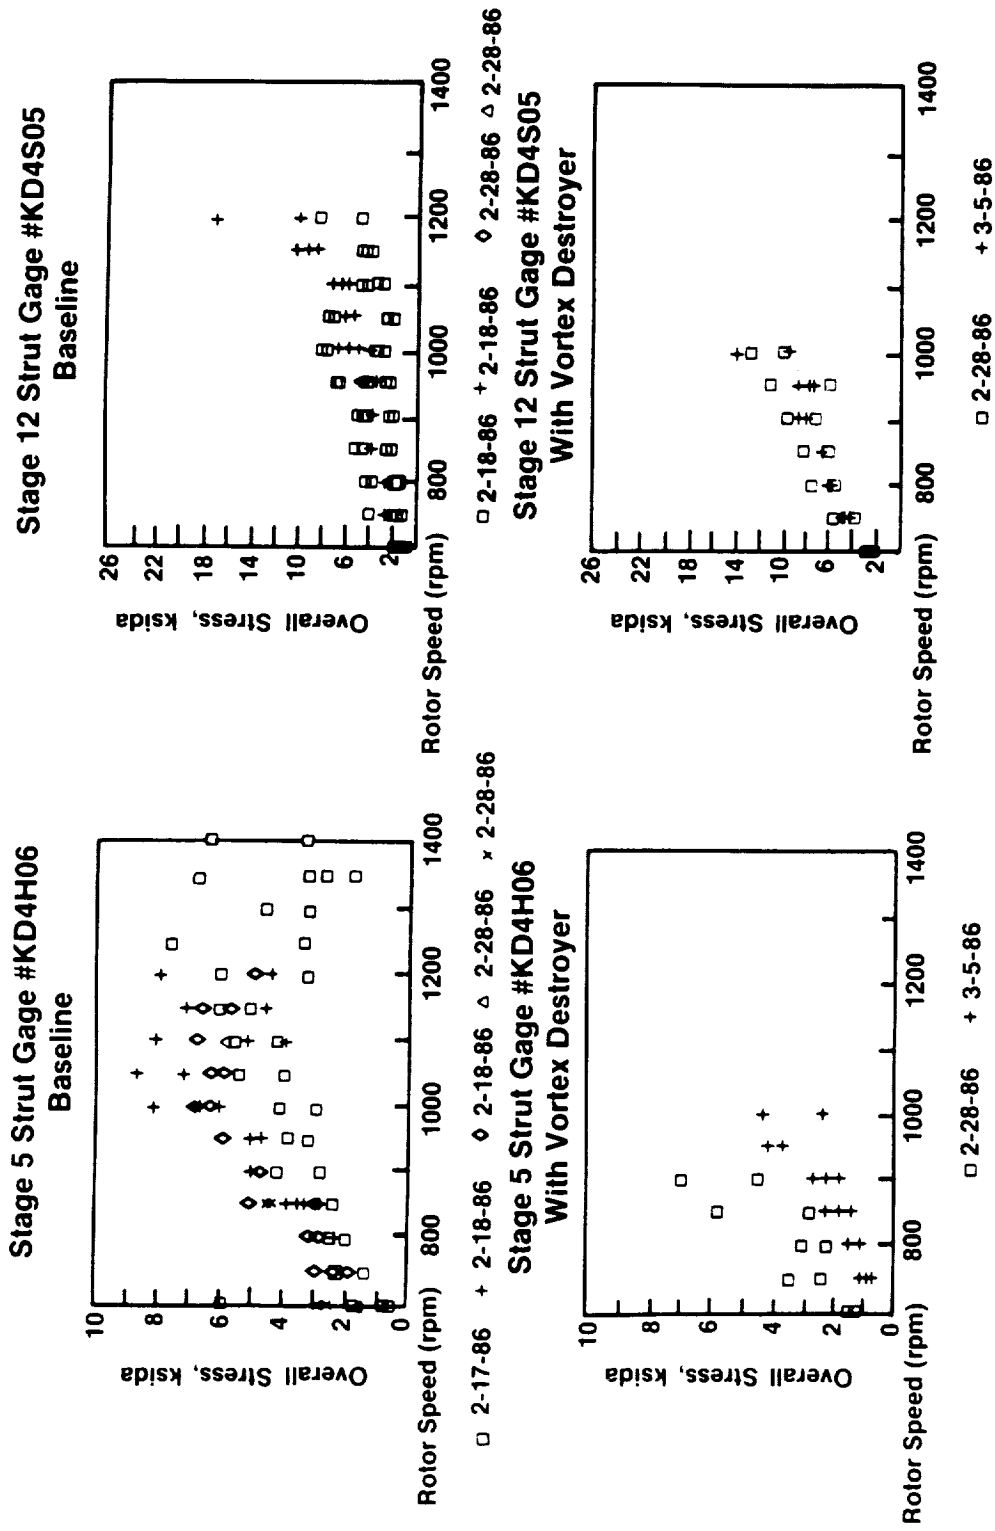 Stage 5 Strut Gage #KD4H06
Baseline
Overall Stress, ksida
10
8
6
4
2
0
800
1000
1200
1400
Rotor Speed (rpm)
□ 2-17-86 + 2-18-86 ◇ 2-18-86 △ 2-28-86 × 2-28-86
Stage 12 Strut Gage #KD4S05
Baseline
Overall Stress, ksida
26
22
18
14
10
6
2
800
1000
1200
1400
Rotor Speed (rpm)
□ 2-18-86 + 2-18-86 ◇ 2-28-86 △ 2-28-86
Stage 5 Strut Gage #KD4H06
With Vortex Destroyer
Overall Stress, ksida
10
8
6
4
2
0
800
1000
1200
1400
Rotor Speed (rpm)
□ 2-28-86 + 3-5-86
Stage 12 Strut Gage #KD4S05
With Vortex Destroyer
Overall Stress, ksida
26
22
18
14
10
6
2
800
1000
1200
1400
Rotor Speed (rpm)
□ 2-28-86 + 3-5-86